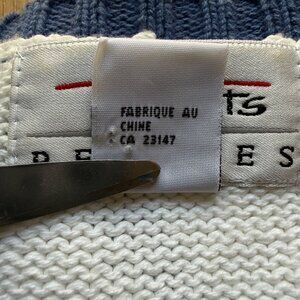 TS
FABRIQUE AU
CHINE
CA 23147
ES